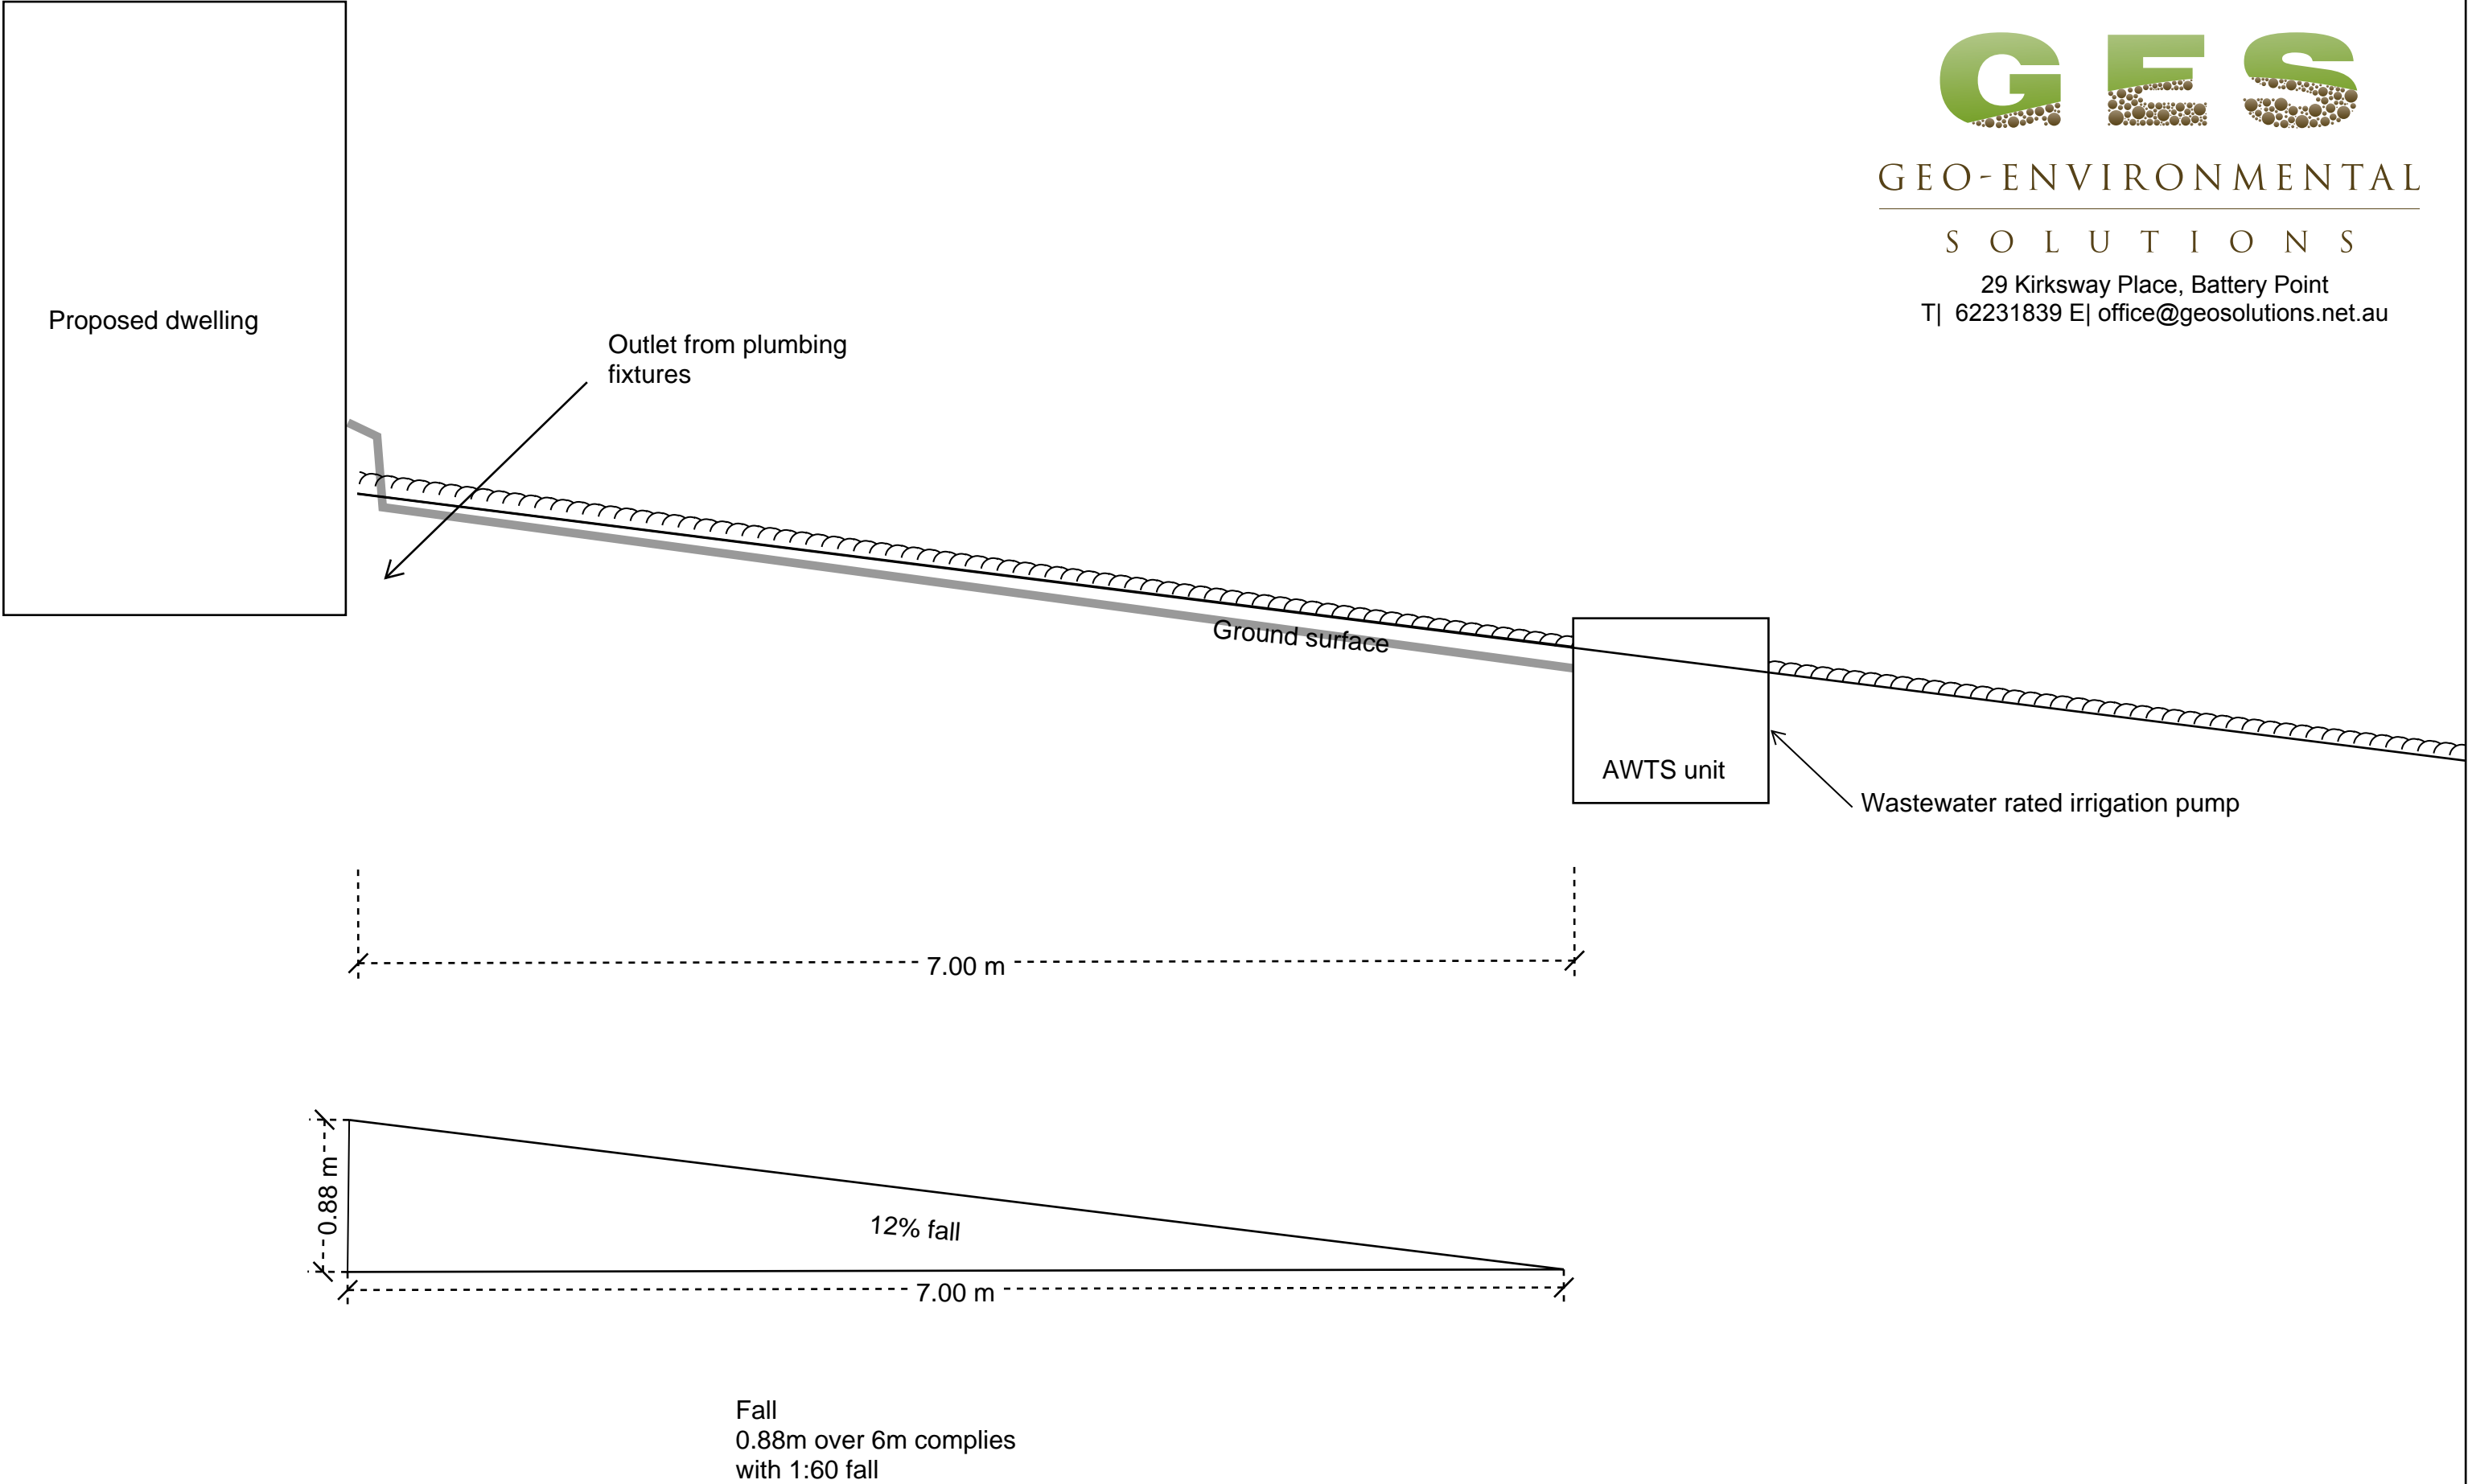 GES
GEO-ENVIRONMENTAL
SOLUTIONS
29 Kirksway Place, Battery Point
T| 62231839 E| office@geosolutions.net.au
Proposed dwelling
Outlet from plumbing
fixtures
Ground surface
AWTS unit
Wastewater rated irrigation pump
7.00 m
0.88 m
12% fall
7.00 m
Fall
0.88m over 6m complies
with 1:60 fall